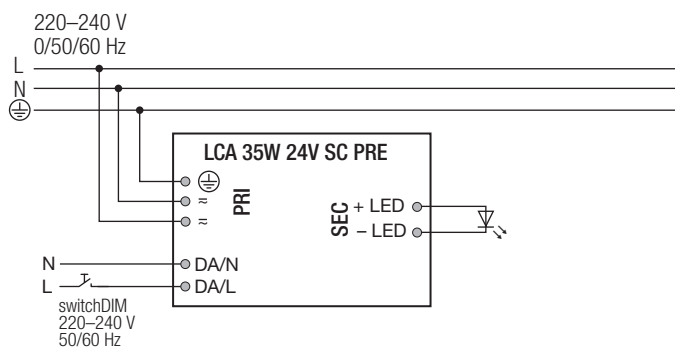 220–240 V
0/50/60 Hz
L
N
LCA 35W 24V SC PRE
PRI
≂
≂
SEC
+ LED
– LED
N
DA/N
L
DA/L
switchDIM
220–240 V
50/60 Hz